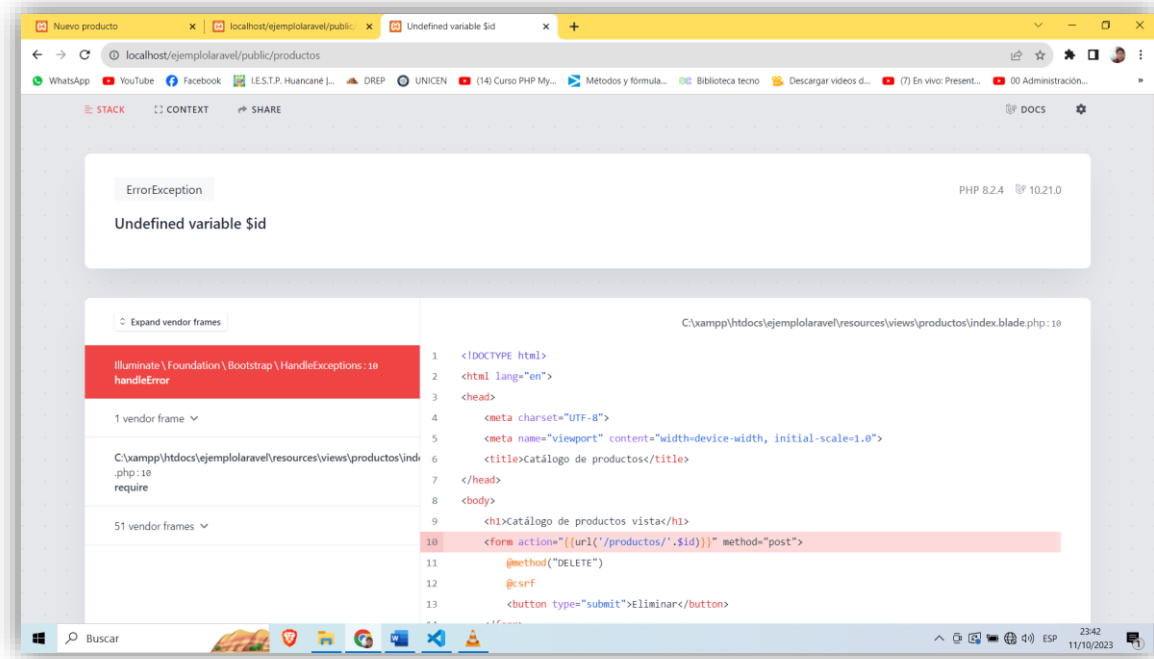 Nuevo producto
localhost/ejemplolaravel/public/
Undefined variable $id
localhost/ejemplolaravel/public/productos
WhatsApp YouTube Facebook I.E.S.T.P. Huancané |... DREP UNICEN (14) Curso PHP My... Métodos y fórmula... Biblioteca tecno Descargar videos d... (7) En vivo: Present... 00 Administración... »
STACK CONTEXT SHARE DOCS
ErrorException
PHP 8.2.4 10.21.0
Undefined variable $id
Expand vendor frames
Illuminate\Foundation\Bootstrap\HandleExceptions:10
handleError
1 vendor frame
C:\xampp\htdocs\ejemplolaravel\resources\views\productos\ind
.php:10
require
51 vendor frames
C:\xampp\htdocs\ejemplolaravel\resources\views\productos\index.blade.php:10
1 <!DOCTYPE html>
2 <html lang="en">
3 <head>
4 <meta charset="UTF-8">
5 <meta name="viewport" content="width=device-width, initial-scale=1.0">
6 <title>Catálogo de productos</title>
7 </head>
8 <body>
9 <h1>Catálogo de productos vista</h1>
10 <form action="{{url('/productos/'.$id)}}" method="post">
11 @method("DELETE")
12 @csrf
13 <button type="submit">Eliminar</button>
Buscar
ESP
23:42
11/10/2023